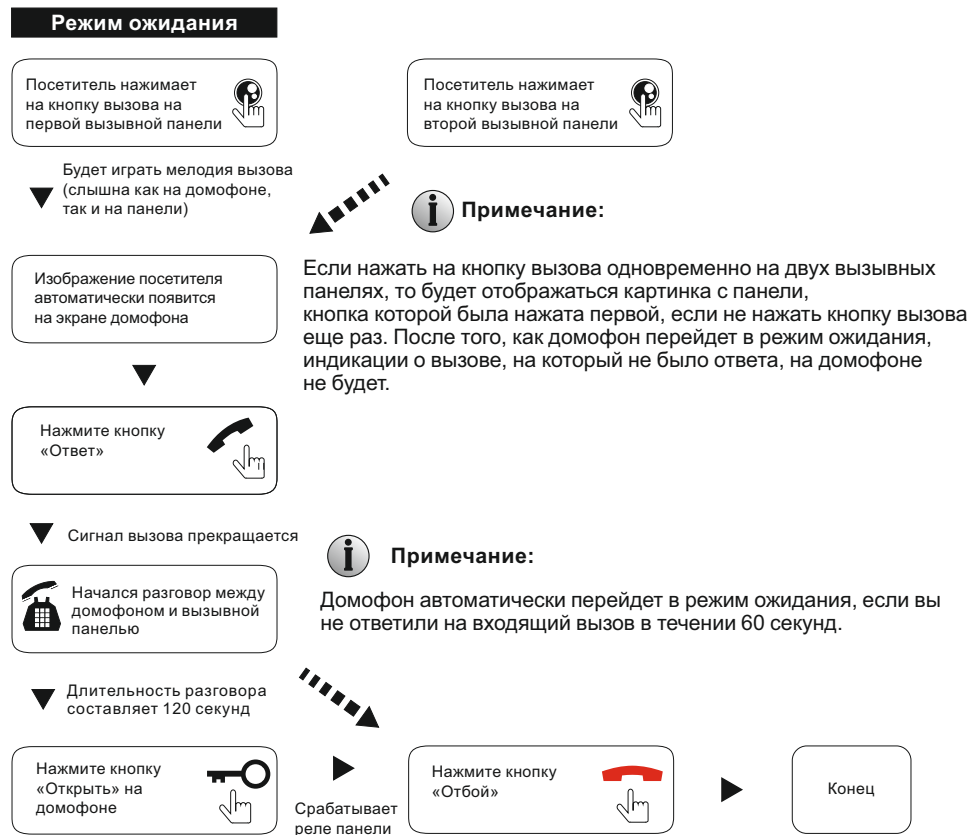 Режим ожидания
Посетитель нажимает
на кнопку вызова на
первой вызывной панели
Посетитель нажимает
на кнопку вызова на
второй вызывной панели
Будет играть мелодия вызова
(слышна как на домофоне,
так и на панели)
Примечание:
Изображение посетителя
автоматически появится
на экране домофона
Если нажать на кнопку вызова одновременно на двух вызывных
панелях, то будет отображаться картинка с панели,
кнопка которой была нажата первой, если не нажать кнопку вызова
еще раз. После того, как домофон перейдет в режим ожидания,
индикации о вызове, на который не было ответа, на домофоне
не будет.
Нажмите кнопку
«Ответ»
Сигнал вызова прекращается
Примечание:
Начался разговор между
домофоном и вызывной
панелью
Домофон автоматически перейдет в режим ожидания, если вы
не ответили на входящий вызов в течении 60 секунд.
Длительность разговора
составляет 120 секунд
Нажмите кнопку
«Открыть» на
домофоне
Срабатывает
реле панели
Нажмите кнопку
«Отбой»
Конец